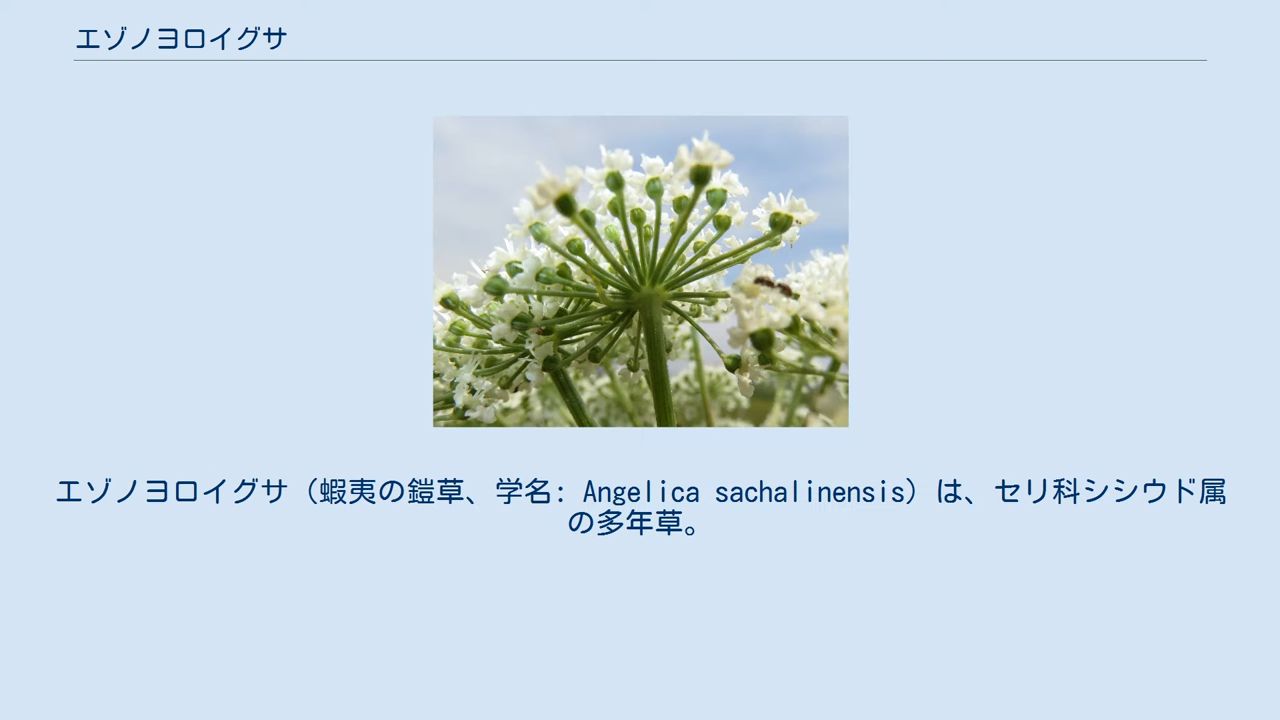 エゾノヨロイグサ
エゾノヨロイグサ（蝦夷の鎧草、学名: Angelica sachalinensis）は、セリ科シシウド属
の多年草。